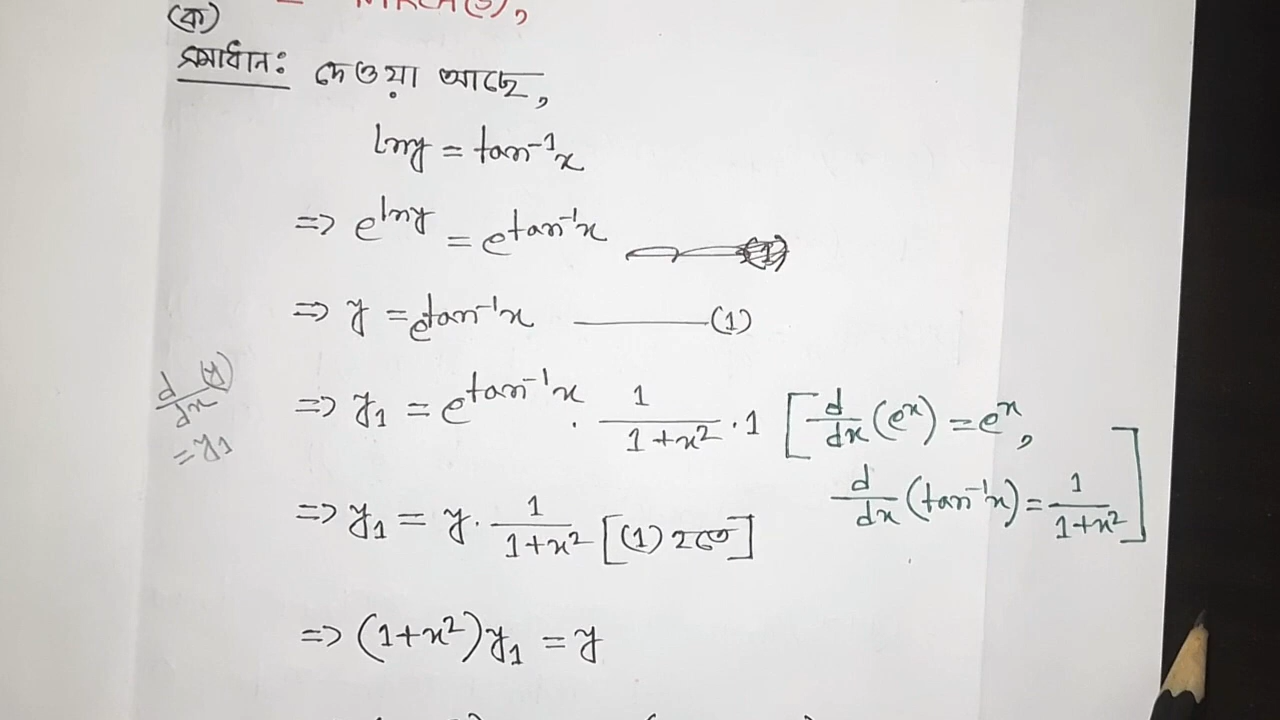 (ক)
সমাধান: দেওয়া আছে,
lny = tan⁻¹x
=> e^lny = e^tan⁻¹x
=> y = e^tan⁻¹x ———(1)
d/dx (y) = y₁
=> y₁ = e^tan⁻¹x · 1/(1+x²) · 1 [d/dx (eˣ) = eˣ,
d/dx (tan⁻¹x) = 1/(1+x²)]
=> y₁ = y · 1/(1+x²) [(1) হতে]
=> (1+x²)y₁ = y